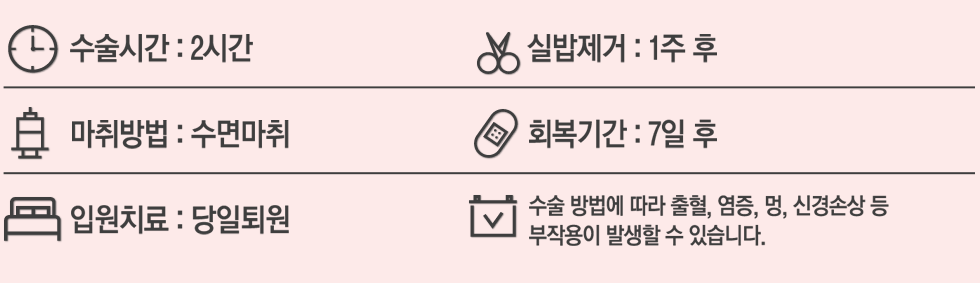 수술시간 : 2시간
실밥제거 : 1주 후
마취방법 : 수면마취
회복기간 : 7일 후
입원치료 : 당일퇴원
수술 방법에 따라 출혈, 염증, 멍, 신경손상 등
부작용이 발생할 수 있습니다.